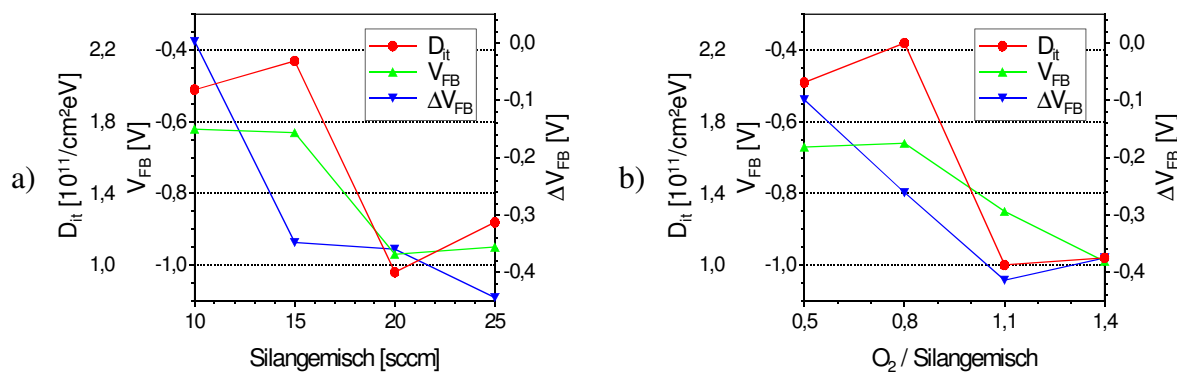 a)
D_it [10^11/cm^2eV]
2,2
1,8
1,4
1,0
V_FB [V]
-0,4
-0,6
-0,8
-1,0
D_it
V_FB
ΔV_FB
0,0
-0,1
-0,2
-0,3
-0,4
ΔV_FB [V]
10
15
20
25
Silangemisch [sccm]
b)
D_it [10^11/cm^2eV]
2,2
1,8
1,4
1,0
V_FB [V]
-0,4
-0,6
-0,8
-1,0
D_it
V_FB
ΔV_FB
0,0
-0,1
-0,2
-0,3
-0,4
ΔV_FB [V]
0,5
0,8
1,1
1,4
O_2 / Silangemisch